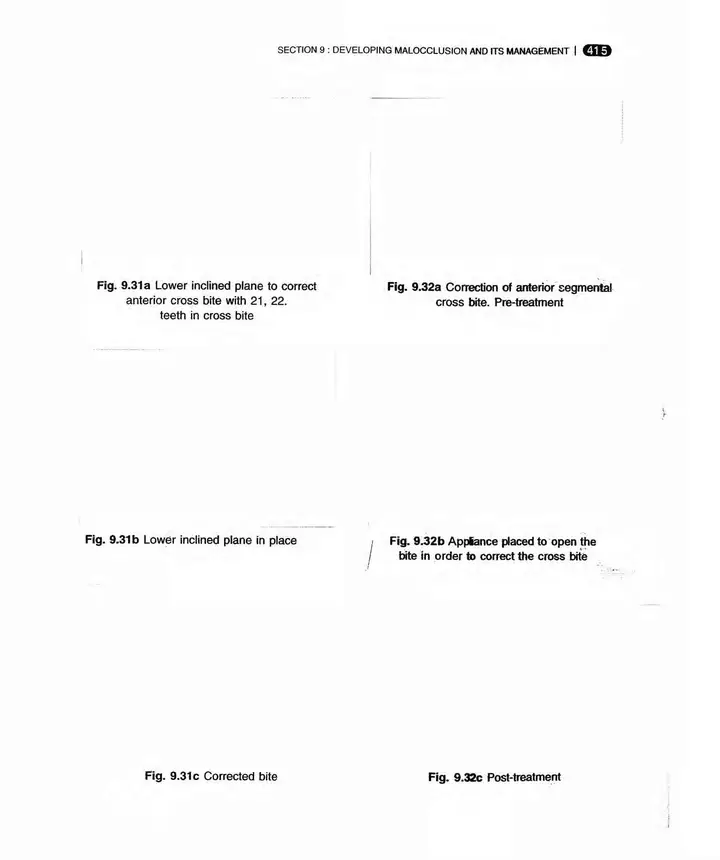 SECTION 9 : DEVELOPING MALOCCLUSION AND ITS MANAGEMENT | 415
Fig. 9.31a Lower inclined plane to correct
anterior cross bite with 21, 22.
teeth in cross bite
Fig. 9.32a Correction of anterior segmental
cross bite. Pre-treatment
Fig. 9.31b Lower inclined plane in place
Fig. 9.32b Appliance placed to open the
bite in order to correct the cross bite
Fig. 9.31c Corrected bite
Fig. 9.32c Post-treatment